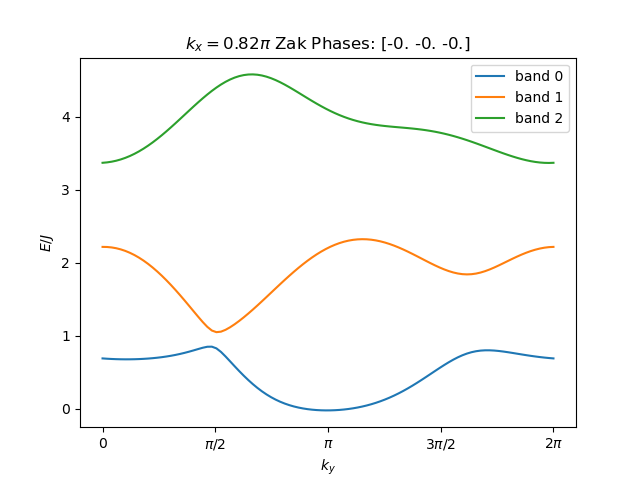 $k_x = 0.82\pi$ Zak Phases: [-0. -0. -0.]
band 0
band 1
band 2
E/J
4
3
2
1
0
0
π/2
π
3π/2
2π
$k_y$